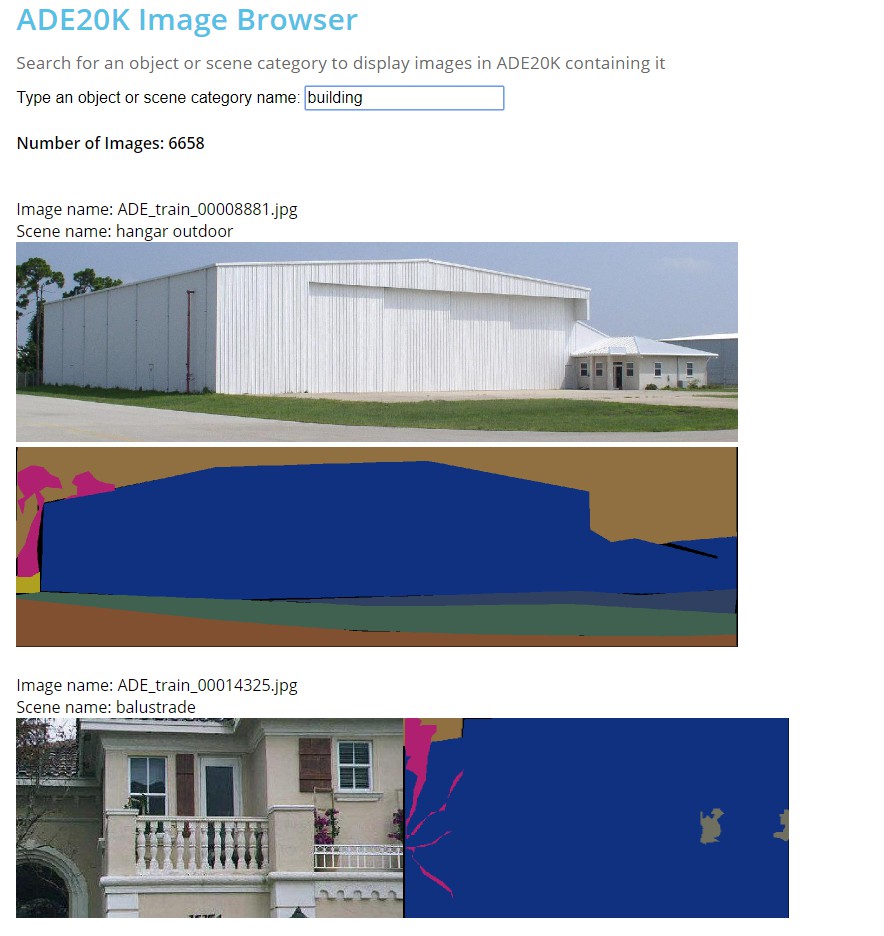 ADE20K Image Browser
Search for an object or scene category to display images in ADE20K containing it
Type an object or scene category name: building
Number of Images: 6658
Image name: ADE_train_00008881.jpg
Scene name: hangar outdoor
Image name: ADE_train_00014325.jpg
Scene name: balustrade